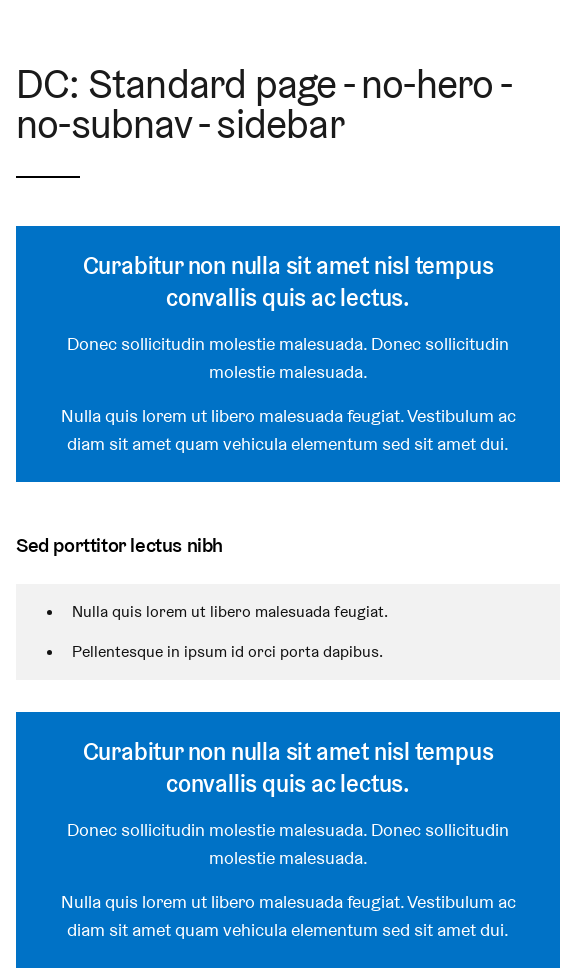 DC: Standard page - no-hero -
no-subnav - sidebar
Curabitur non nulla sit amet nisl tempus
convallis quis ac lectus.
Donec sollicitudin molestie malesuada. Donec sollicitudin
molestie malesuada.
Nulla quis lorem ut libero malesuada feugiat. Vestibulum ac
diam sit amet quam vehicula elementum sed sit amet dui.
Sed porttitor lectus nibh
• Nulla quis lorem ut libero malesuada feugiat.
• Pellentesque in ipsum id orci porta dapibus.
Curabitur non nulla sit amet nisl tempus
convallis quis ac lectus.
Donec sollicitudin molestie malesuada. Donec sollicitudin
molestie malesuada.
Nulla quis lorem ut libero malesuada feugiat. Vestibulum ac
diam sit amet quam vehicula elementum sed sit amet dui.